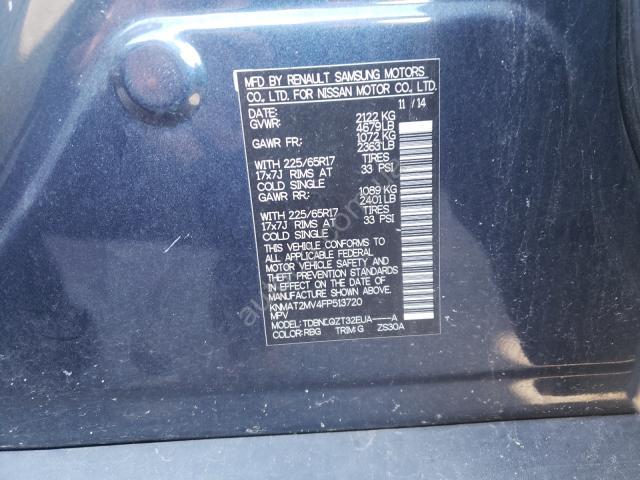 MFD BY RENAULT SAMSUNG MOTORS
CO., LTD. FOR NISSAN MOTOR CO., LTD.
DATE: 11 / 14
GVWR: 2122 KG
4679 LB
GAWR FR: 1072 KG
2363 LB
WITH 225/65R17 TIRES
17x7J RIMS AT 33 PSI
COLD SINGLE
GAWR RR: 1089 KG
2401 LB
WITH 225/65R17 TIRES
17x7J RIMS AT 33 PSI
COLD SINGLE
THIS VEHICLE CONFORMS TO
ALL APPLICABLE FEDERAL
MOTOR VEHICLE SAFETY AND
THEFT PREVENTION STANDARDS
IN EFFECT ON THE DATE OF
MANUFACTURE SHOWN ABOVE.
KNMAT2MV4FP513720
MPV
MODEL: TDBNLQZT32EUA-----A
COLOR: RBG TRIM: G ZS30A